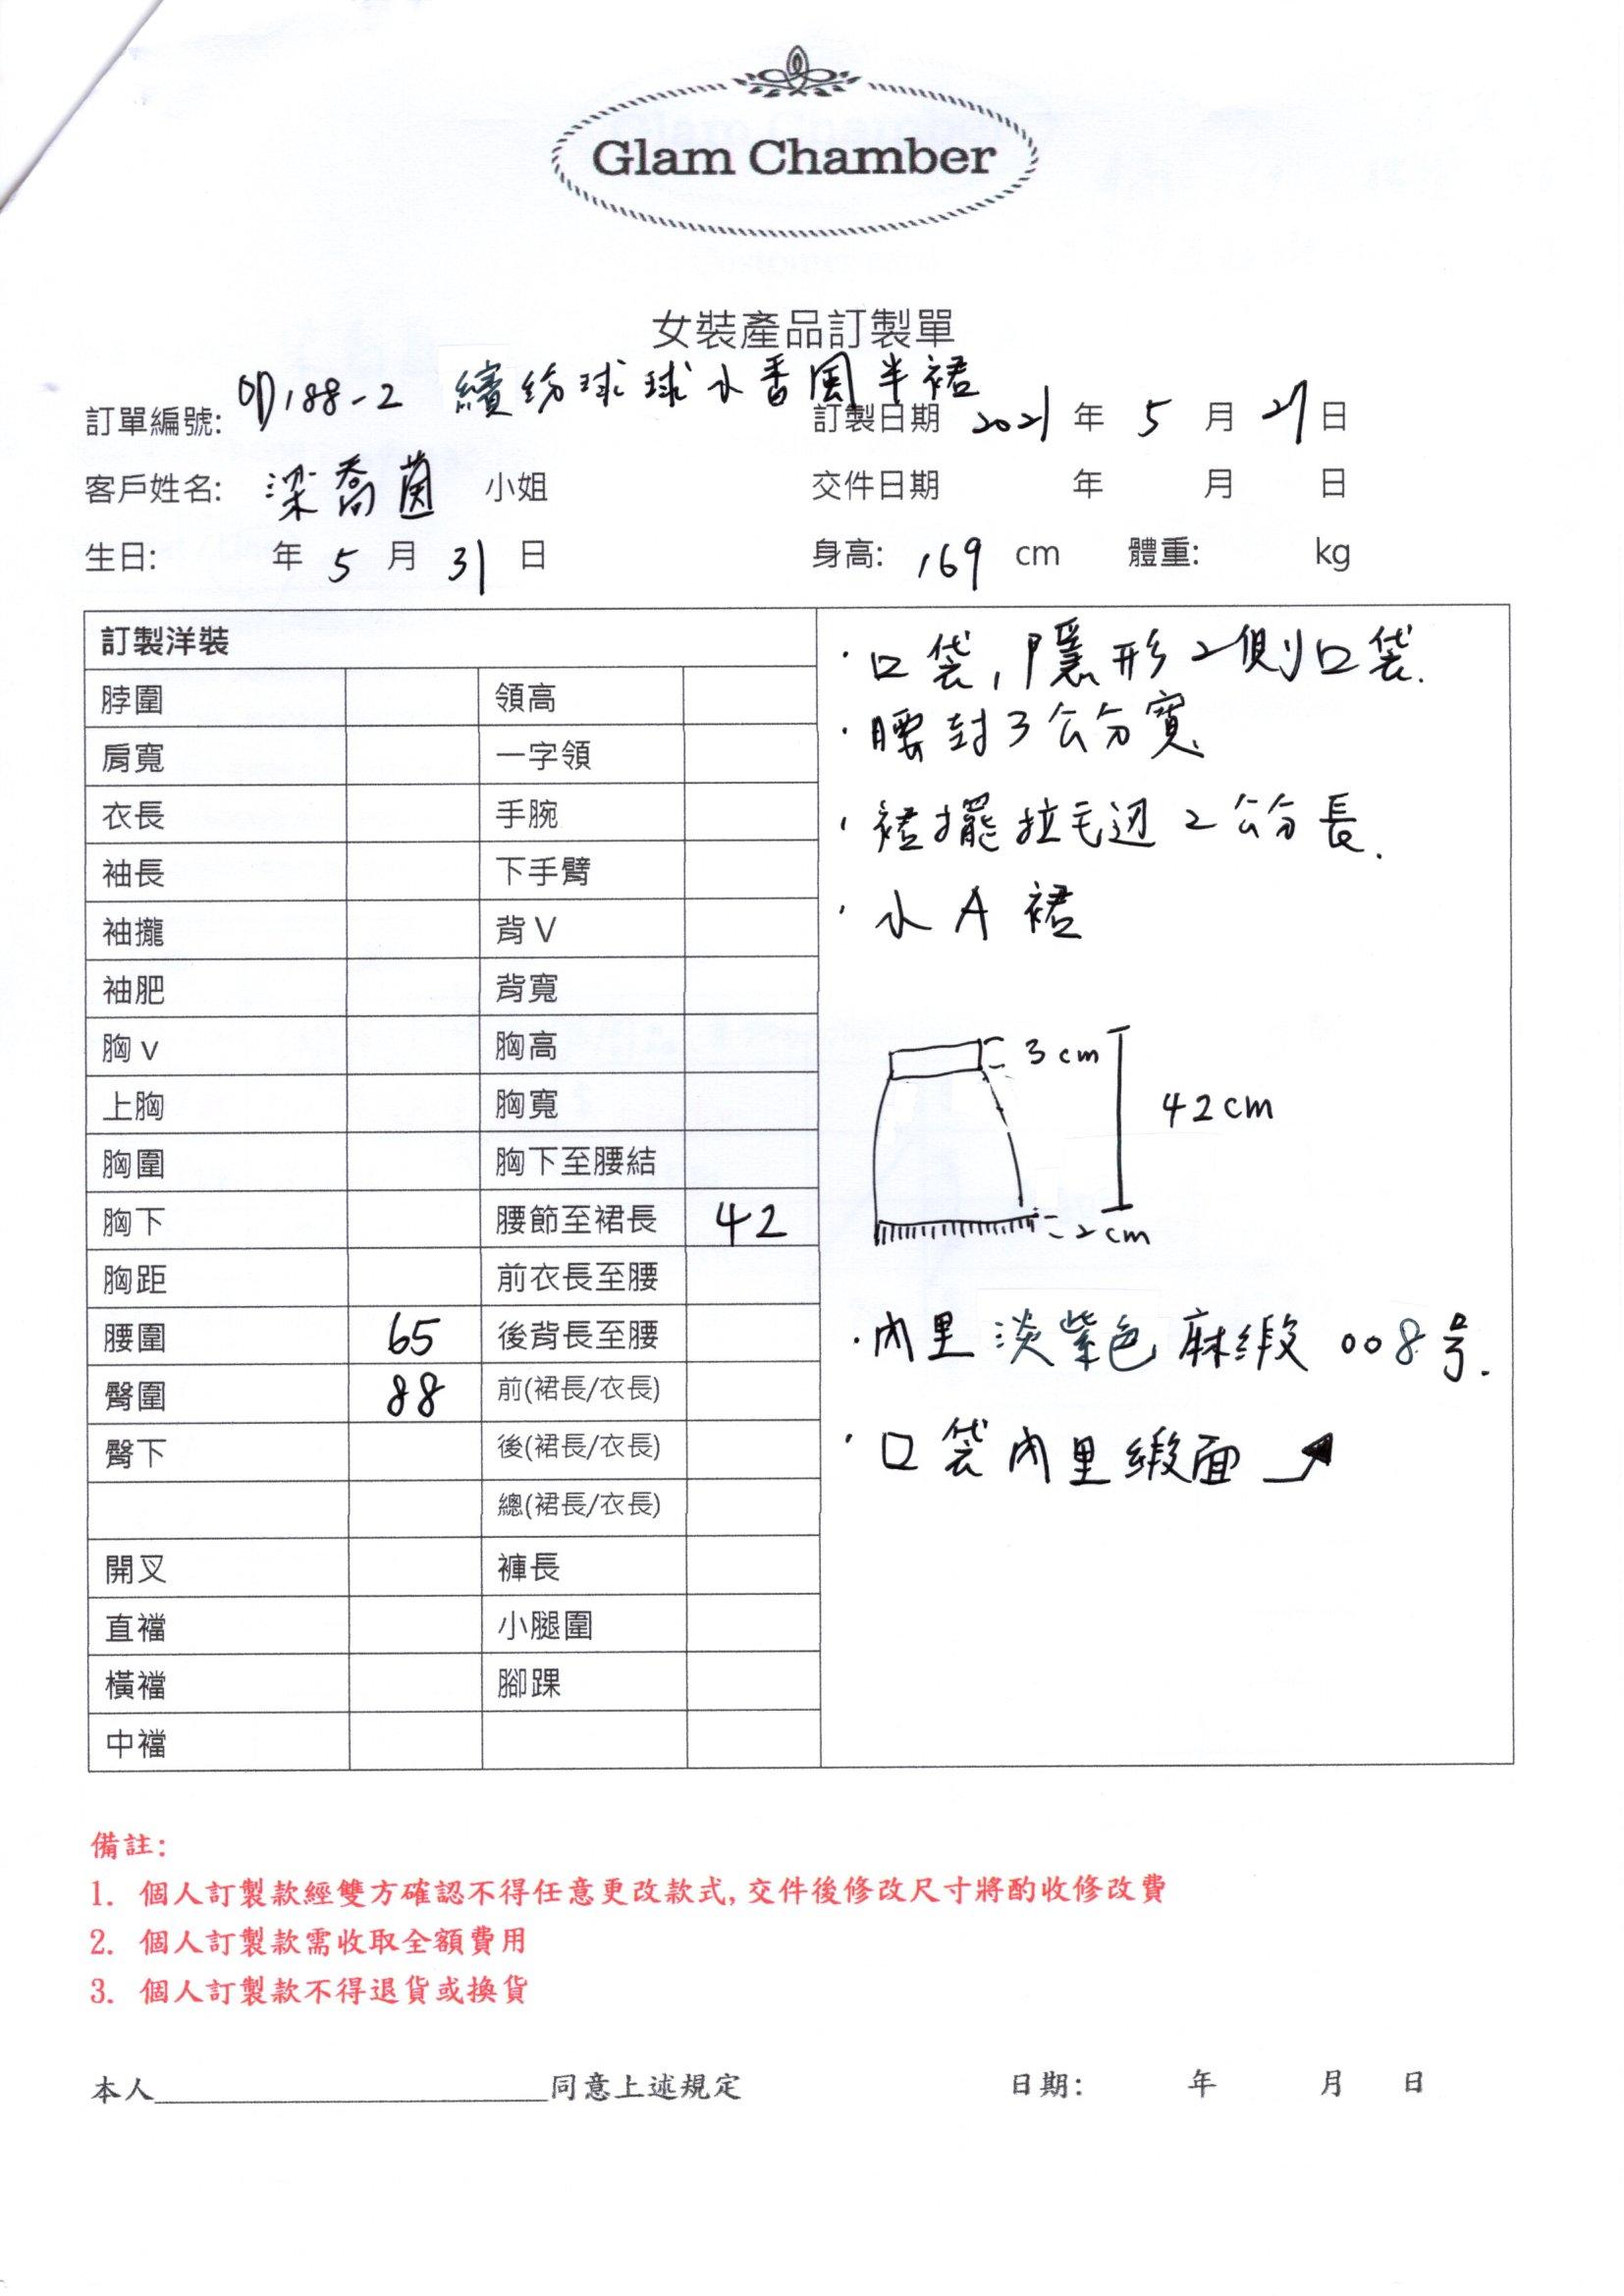 Glam Chamber
女裝產品訂製單
訂單編號: OD188-2 繽紛球球小香風半裙 訂製日期 2021 年 5 月 21 日
客戶姓名: 梁喬茵 小姐 交件日期 年 月 日
生日: 年 5 月 31 日 身高: 169 cm 體重: kg
訂製洋裝
脖圍 領高
肩寬 一字領
衣長 手腕
袖長 下手臂
袖攏 背V
袖肥 背寬
胸v 胸高
上胸 胸寬
胸圍 胸下至腰結
胸下 腰節至裙長 42
胸距 前衣長至腰
腰圍 65 後背長至腰
臀圍 88 前(裙長/衣長)
臀下 後(裙長/衣長)
總(裙長/衣長)
開叉 褲長
直襠 小腿圍
橫襠 腳踝
中襠
·口袋,隱形2側口袋.
·腰封3公分寬
·裙擺拉毛边2公分長.
·小A裙
3cm
42cm
2cm
·內里淡紫色麻緞008号.
·口袋內里緞面
備註:
1. 個人訂製款經雙方確認不得任意更改款式,交件後修改尺寸將酌收修改費
2. 個人訂製款需收取全額費用
3. 個人訂製款不得退貨或換貨
本人____________同意上述規定 日期: 年 月 日